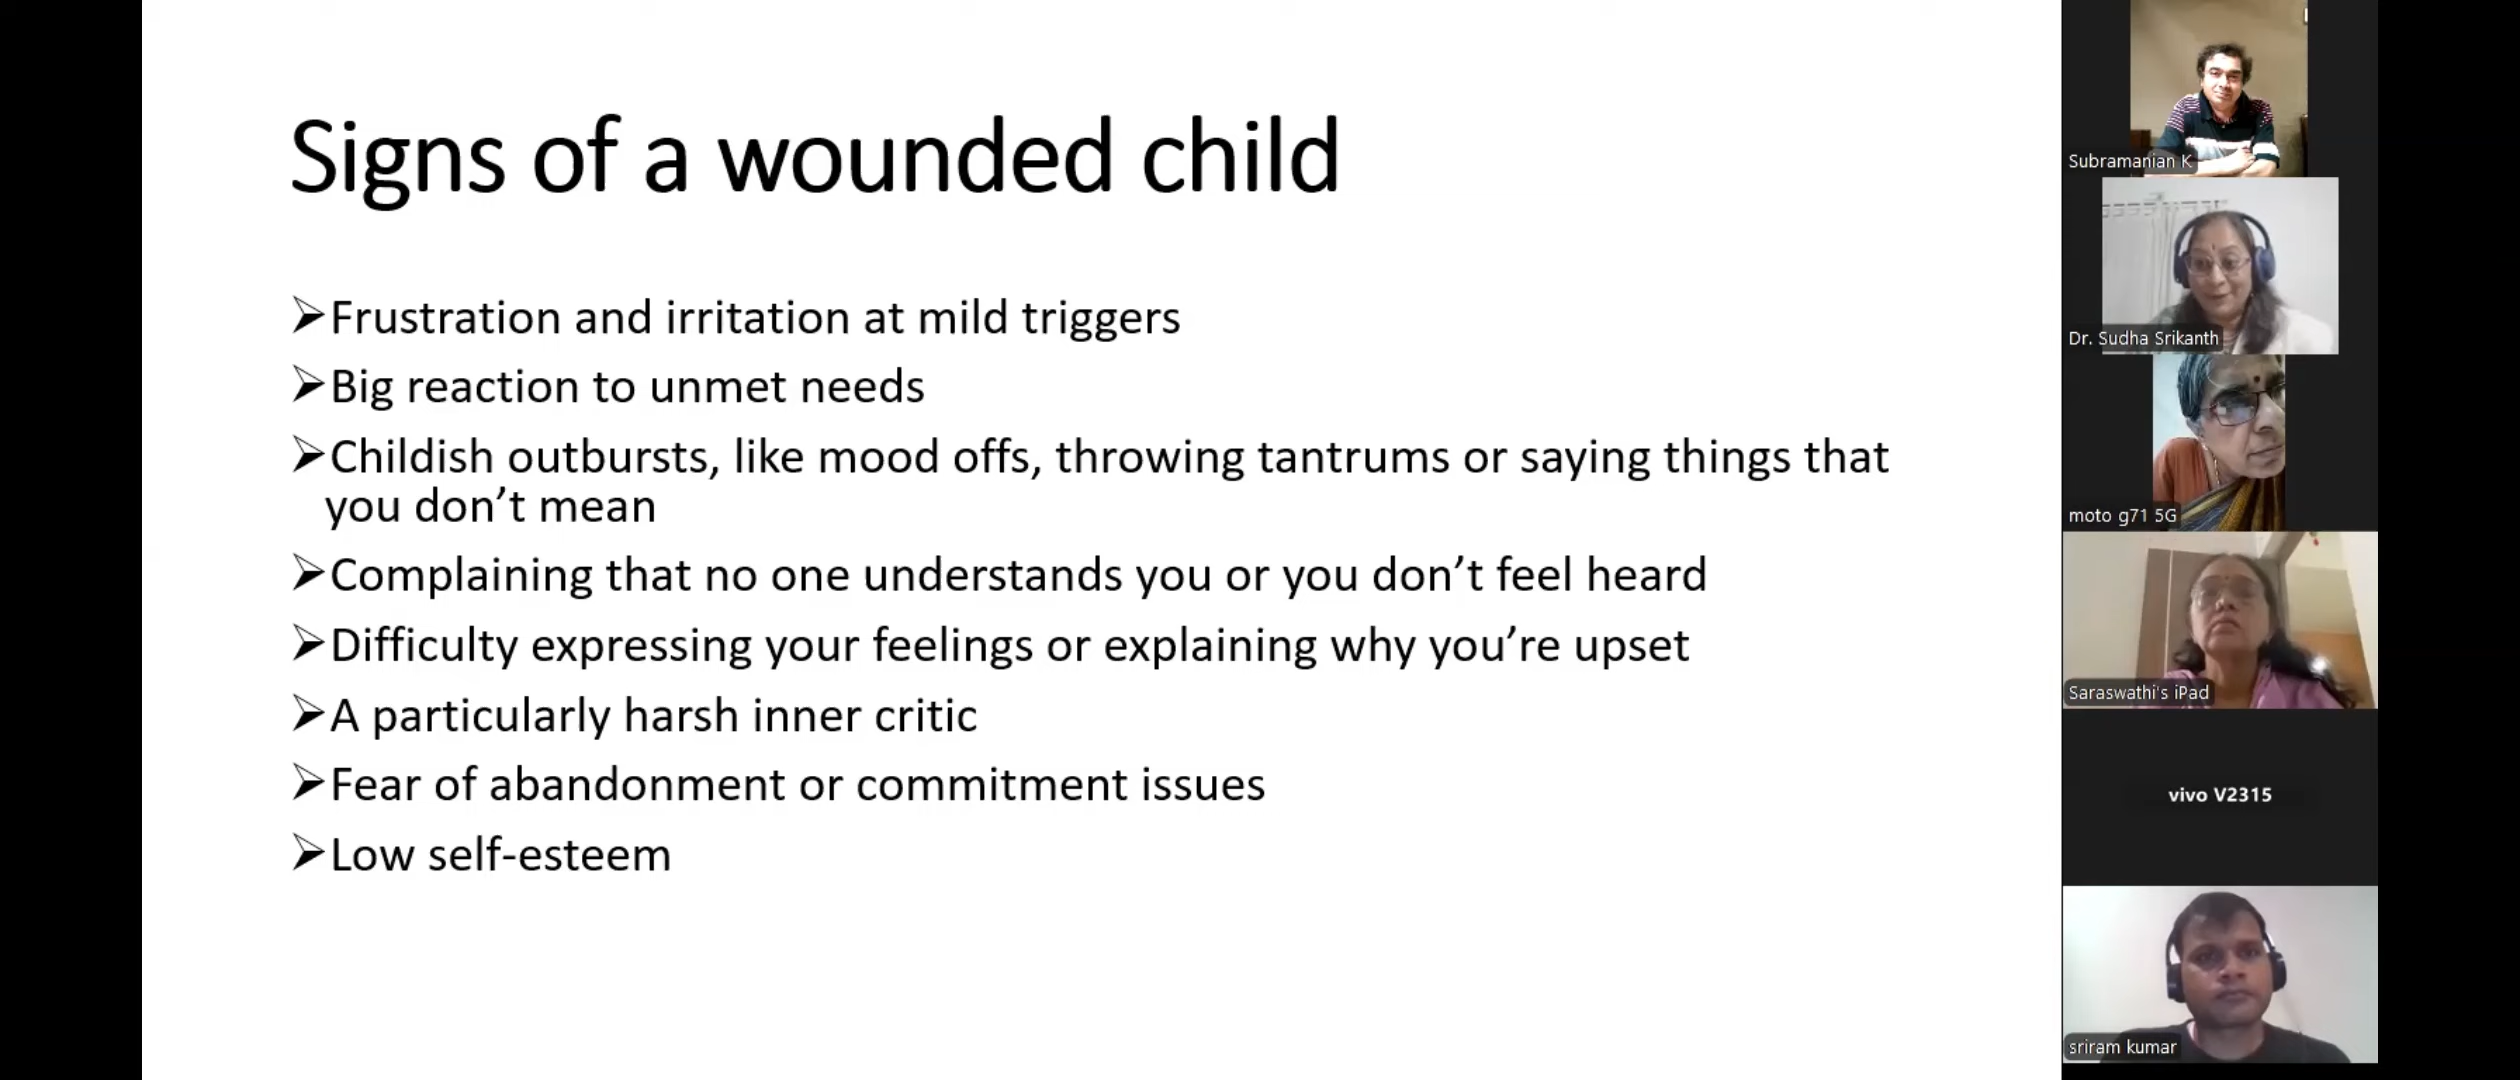 Signs of a wounded child
➢Frustration and irritation at mild triggers
➢Big reaction to unmet needs
➢Childish outbursts, like mood offs, throwing tantrums or saying things that
you don’t mean
➢Complaining that no one understands you or you don’t feel heard
➢Difficulty expressing your feelings or explaining why you’re upset
➢A particularly harsh inner critic
➢Fear of abandonment or commitment issues
➢Low self-esteem
Subramanian K
Dr. Sudha Srikanth
moto g71 5G
Saraswathi's iPad
vivo V2315
sriram kumar